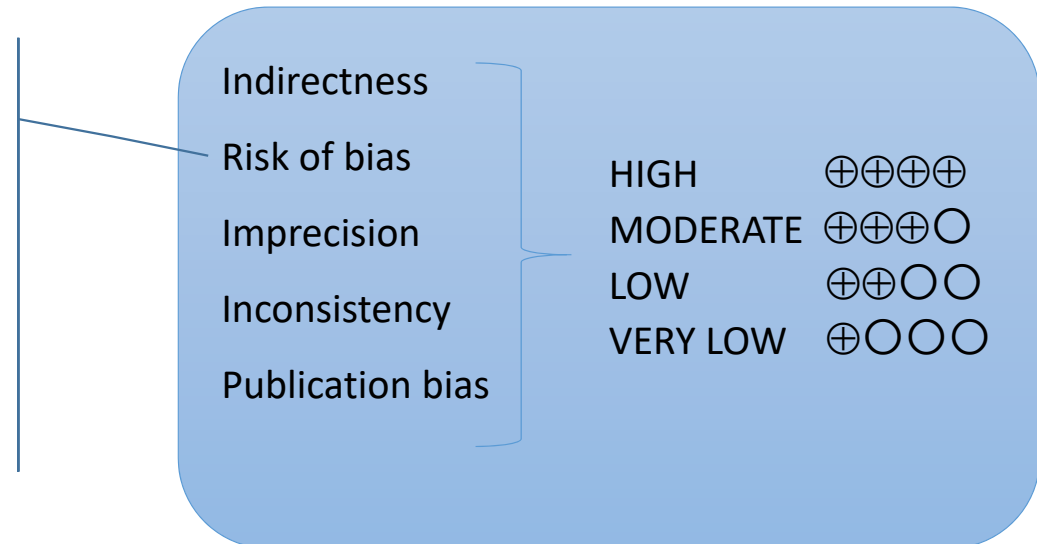 Indirectness
Risk of bias
Imprecision
Inconsistency
Publication bias
HIGH ⊕⊕⊕⊕
MODERATE ⊕⊕⊕◯
LOW ⊕⊕◯◯
VERY LOW ⊕◯◯◯